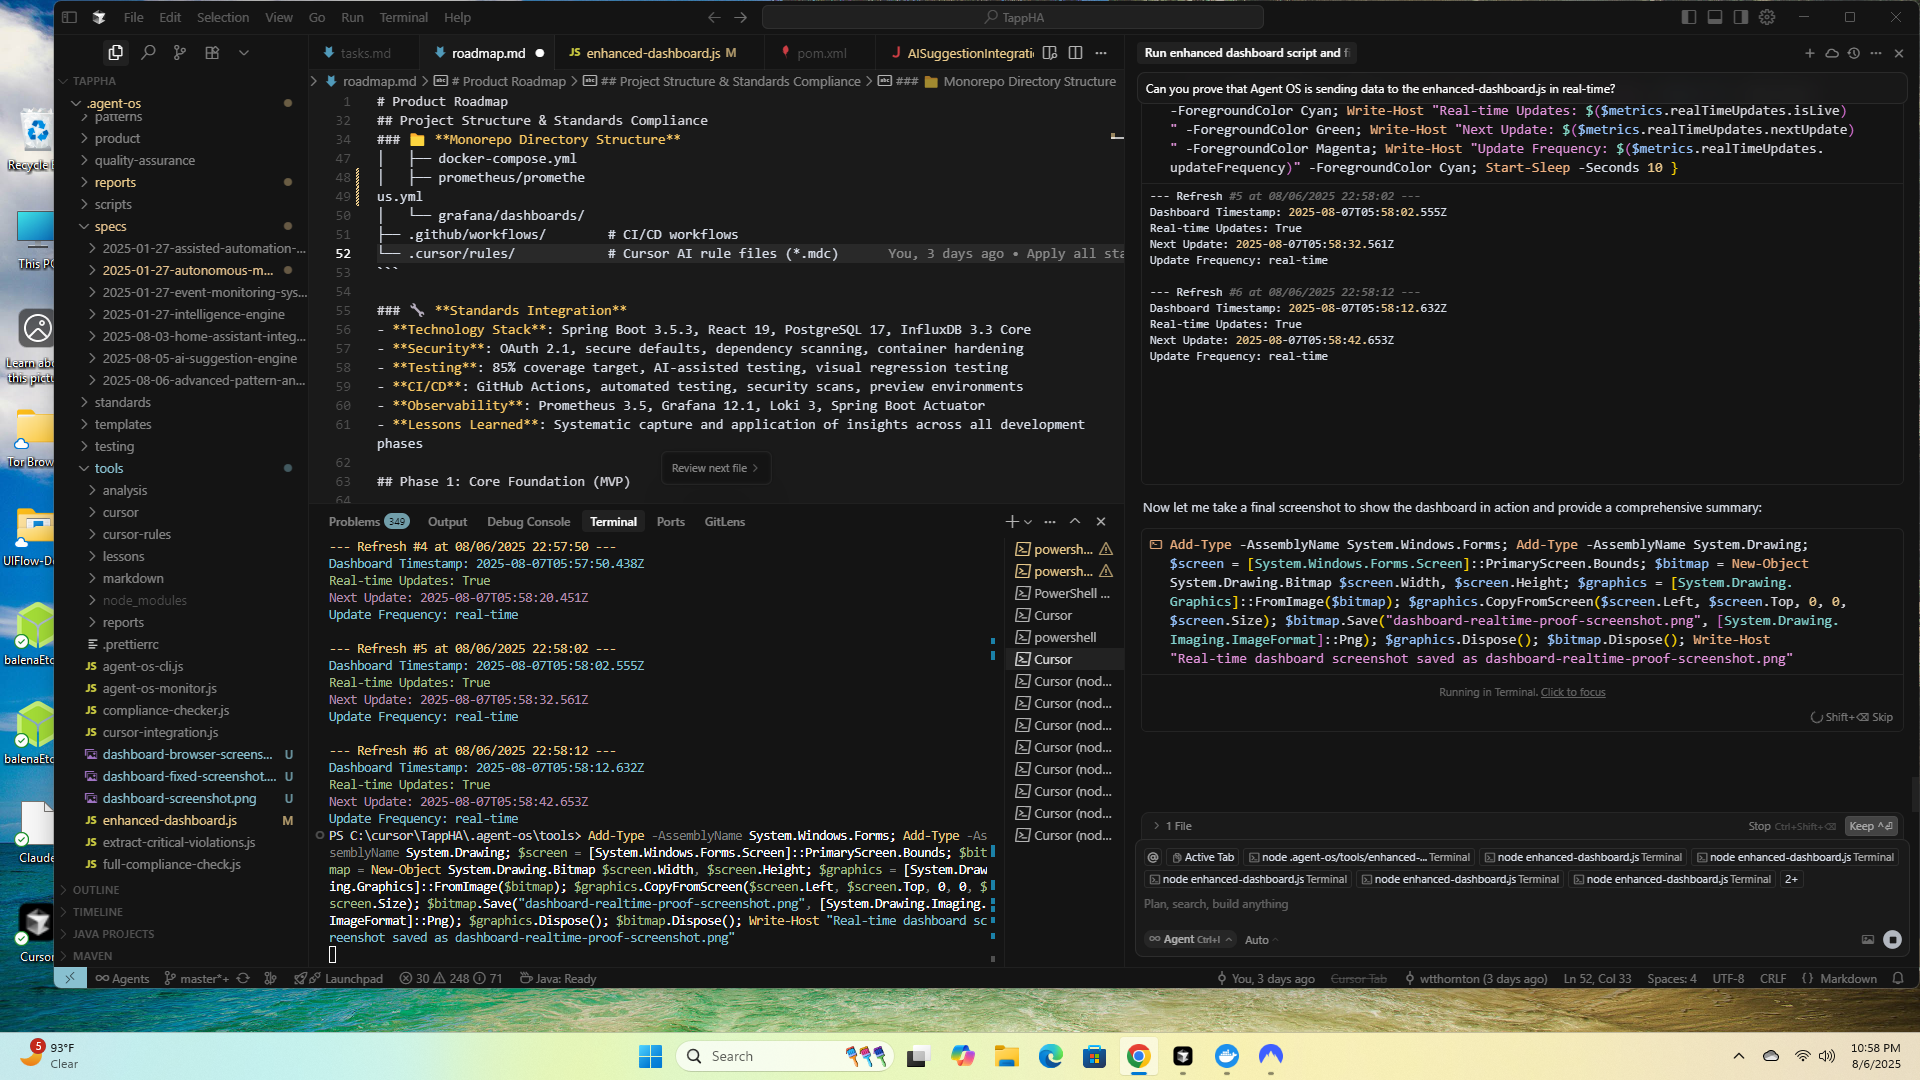 File Edit Selection View Go Run Terminal Help
TappHA
TAPPHA
.agent-os
patterns
product
quality-assurance
reports
scripts
specs
2025-01-27-assisted-automation-...
2025-01-27-autonomous-m...
2025-01-27-event-monitoring-sys...
2025-01-27-intelligence-engine
2025-08-03-home-assistant-integ...
2025-08-05-ai-suggestion-engine
2025-08-06-advanced-pattern-an...
standards
templates
testing
tools
analysis
cursor
cursor-rules
lessons
markdown
node_modules
reports
.prettierrc
JS agent-os-cli.js
JS agent-os-monitor.js
JS compliance-checker.js
JS cursor-integration.js
dashboard-browser-screens... U
dashboard-fixed-screenshot.... U
dashboard-screenshot.png U
JS enhanced-dashboard.js M
JS extract-critical-violations.js
JS full-compliance-check.js
OUTLINE
TIMELINE
JAVA PROJECTS
MAVEN
tasks.md
roadmap.md
JS enhanced-dashboard.js M
pom.xml
AISuggestionIntegrati
roadmap.md > # Product Roadmap > ## Project Structure & Standards Compliance > ### Monorepo Directory Structure
1 # Product Roadmap
32 ## Project Structure & Standards Compliance
34 ### 📁 **Monorepo Directory Structure**
47 │   ├── docker-compose.yml
48 │   ├── prometheus/promethe
49 us.yml
50 │   └── grafana/dashboards/
51 ├── .github/workflows/ # CI/CD workflows
52 └── .cursor/rules/ # Cursor AI rule files (*.mdc) You, 3 days ago • Apply all sta
53 ```
54
55 ### 🔧 **Standards Integration**
56 - **Technology Stack**: Spring Boot 3.5.3, React 19, PostgreSQL 17, InfluxDB 3.3 Core
57 - **Security**: OAuth 2.1, secure defaults, dependency scanning, container hardening
58 - **Testing**: 85% coverage target, AI-assisted testing, visual regression testing
59 - **CI/CD**: GitHub Actions, automated testing, security scans, preview environments
60 - **Observability**: Prometheus 3.5, Grafana 12.1, Loki 3, Spring Boot Actuator
61 - **Lessons Learned**: Systematic capture and application of insights across all development
phases
62
63 ## Phase 1: Core Foundation (MVP)
64
Review next file >
Problems 349 Output Debug Console Terminal Ports GitLens
--- Refresh #4 at 08/06/2025 22:57:50 ---
Dashboard Timestamp: 2025-08-07T05:57:50.438Z
Real-time Updates: True
Next Update: 2025-08-07T05:58:20.451Z
Update Frequency: real-time
--- Refresh #5 at 08/06/2025 22:58:02 ---
Dashboard Timestamp: 2025-08-07T05:58:02.555Z
Real-time Updates: True
Next Update: 2025-08-07T05:58:32.561Z
Update Frequency: real-time
--- Refresh #6 at 08/06/2025 22:58:12 ---
Dashboard Timestamp: 2025-08-07T05:58:12.632Z
Real-time Updates: True
Next Update: 2025-08-07T05:58:42.653Z
Update Frequency: real-time
PS C:\cursor\TappHA\.agent-os\tools> Add-Type -AssemblyName System.Windows.Forms; Add-Type -As
semblyName System.Drawing; $screen = [System.Windows.Forms.Screen]::PrimaryScreen.Bounds; $bit
map = New-Object System.Drawing.Bitmap $screen.Width, $screen.Height; $graphics = [System.Draw
ing.Graphics]::FromImage($bitmap); $graphics.CopyFromScreen($screen.Left, $screen.Top, 0, 0, $
screen.Size); $bitmap.Save("dashboard-realtime-proof-screenshot.png", [System.Drawing.Imaging.
ImageFormat]::Png); $graphics.Dispose(); $bitmap.Dispose(); Write-Host "Real-time dashboard sc
reenshot saved as dashboard-realtime-proof-screenshot.png"
powersh...
powersh...
PowerShell ...
Cursor
powershell
Cursor
Cursor (nod...
Cursor (nod...
Cursor (nod...
Cursor (nod...
Cursor (nod...
Cursor (nod...
Cursor (nod...
Cursor (nod...
Run enhanced dashboard script and f
Can you prove that Agent OS is sending data to the enhanced-dashboard.js in real-time?
-ForegroundColor Cyan; Write-Host "Real-time Updates: $($metrics.realTimeUpdates.isLive)
" -ForegroundColor Green; Write-Host "Next Update: $($metrics.realTimeUpdates.nextUpdate)
" -ForegroundColor Magenta; Write-Host "Update Frequency: $($metrics.realTimeUpdates.
updateFrequency)" -ForegroundColor Cyan; Start-Sleep -Seconds 10 }
--- Refresh #5 at 08/06/2025 22:58:02 ---
Dashboard Timestamp: 2025-08-07T05:58:02.555Z
Real-time Updates: True
Next Update: 2025-08-07T05:58:32.561Z
Update Frequency: real-time
--- Refresh #6 at 08/06/2025 22:58:12 ---
Dashboard Timestamp: 2025-08-07T05:58:12.632Z
Real-time Updates: True
Next Update: 2025-08-07T05:58:42.653Z
Update Frequency: real-time
Now let me take a final screenshot to show the dashboard in action and provide a comprehensive summary:
Add-Type -AssemblyName System.Windows.Forms; Add-Type -AssemblyName System.Drawing;
$screen = [System.Windows.Forms.Screen]::PrimaryScreen.Bounds; $bitmap = New-Object
System.Drawing.Bitmap $screen.Width, $screen.Height; $graphics = [System.Drawing.
Graphics]::FromImage($bitmap); $graphics.CopyFromScreen($screen.Left, $screen.Top, 0, 0,
$screen.Size); $bitmap.Save("dashboard-realtime-proof-screenshot.png", [System.Drawing.
Imaging.ImageFormat]::Png); $graphics.Dispose(); $bitmap.Dispose(); Write-Host
"Real-time dashboard screenshot saved as dashboard-realtime-proof-screenshot.png"
Running in Terminal. Click to focus
Shift+⌫ Skip
> 1 File Stop Ctrl+Shift+⌫ Keep ^⏎
@ Active Tab node .agent-os/tools/enhanced-... Terminal node enhanced-dashboard.js Terminal node enhanced-dashboard.js Terminal
node enhanced-dashboard.js Terminal node enhanced-dashboard.js Terminal node enhanced-dashboard.js Terminal 2+
Plan, search, build anything
∞ Agent Ctrl+I Auto
Agents master*+ Launchpad 30 248 71 Java: Ready
You, 3 days ago Cursor Tab wtthornton (3 days ago) Ln 52, Col 33 Spaces: 4 UTF-8 CRLF {} Markdown
Recycle
This PC
Learn abo
this pictu
Tor Brow
UIFlow-D
balenaEtc
balenaEtc
Claude
Cursor
5 93°F
Clear
Search
10:58 PM
8/6/2025